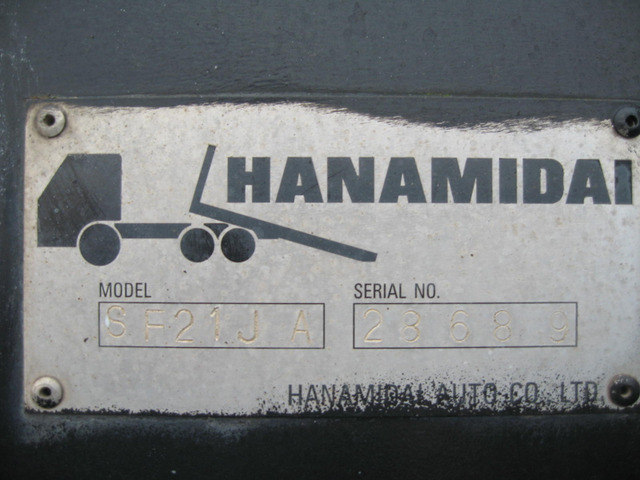 HANAMIDAI
MODEL
SERIAL NO.
SF21JA
23689
HANAMIDAI AUTO CO. LTD.